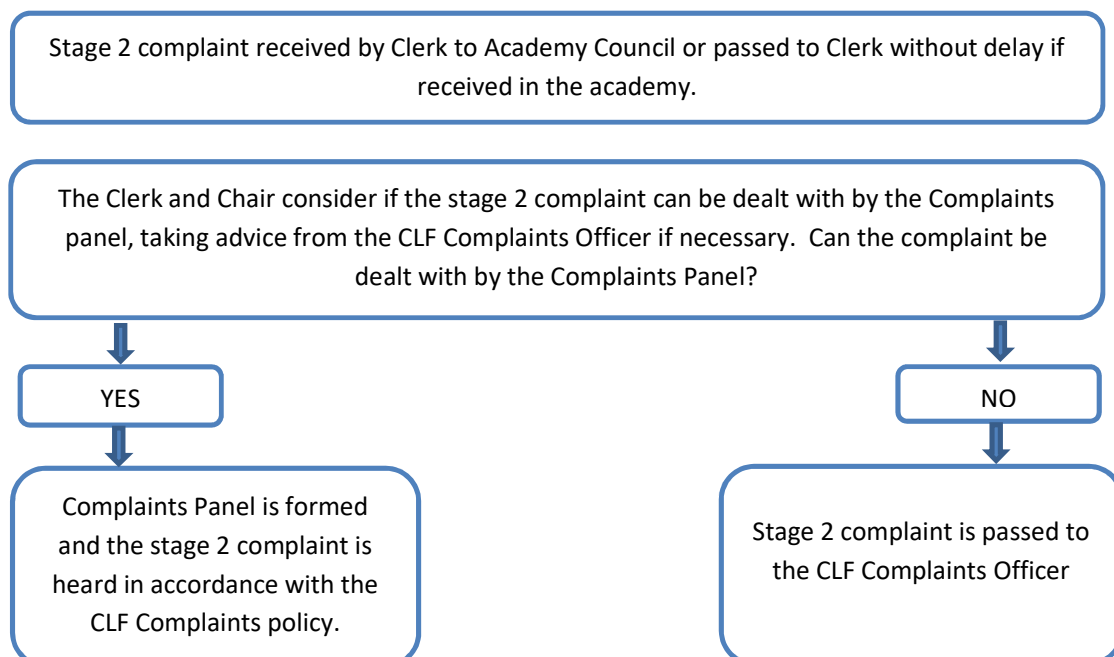 Stage 2 complaint received by Clerk to Academy Council or passed to Clerk without delay if
received in the academy.
The Clerk and Chair consider if the stage 2 complaint can be dealt with by the Complaints
panel, taking advice from the CLF Complaints Officer if necessary.  Can the complaint be
dealt with by the Complaints Panel?
YES
NO
Complaints Panel is formed
and the stage 2 complaint is
heard in accordance with the
CLF Complaints policy.
Stage 2 complaint is passed to
the CLF Complaints Officer